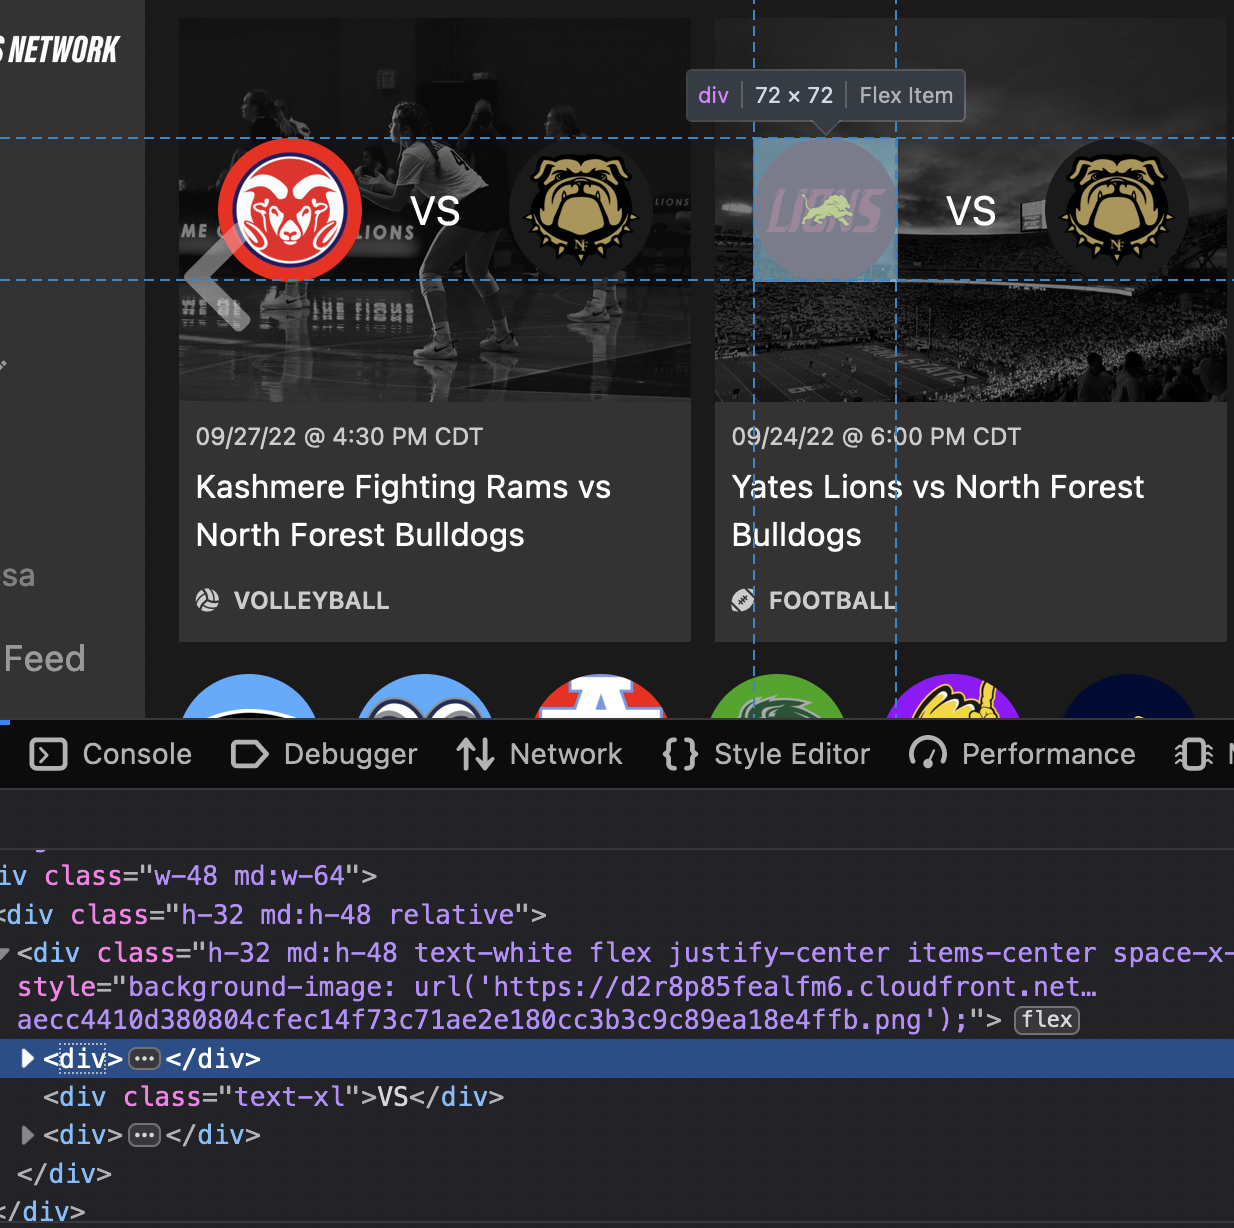 S NETWORK
div 72 × 72 Flex Item
LIONS
VS
NF
VS
NF
LIONS
09/27/22 @ 4:30 PM CDT
Kashmere Fighting Rams vs
North Forest Bulldogs
VOLLEYBALL
09/24/22 @ 6:00 PM CDT
Yates Lions vs North Forest
Bulldogs
FOOTBALL
sa
Feed
A
Console
Debugger
Network
Style Editor
Performance
iv class="w-48 md:w-64">
<div class="h-32 md:h-48 relative">
<div class="h-32 md:h-48 text-white flex justify-center items-center space-x-
style="background-image: url('https://d2r8p85fealfm6.cloudfront.net…
aecc4410d380804cfec14f73c71ae2e180cc3b3c9c89ea18e4ffb.png');"> flex
<div> ••• </div>
<div class="text-xl">VS</div>
<div> ••• </div>
</div>
</div>